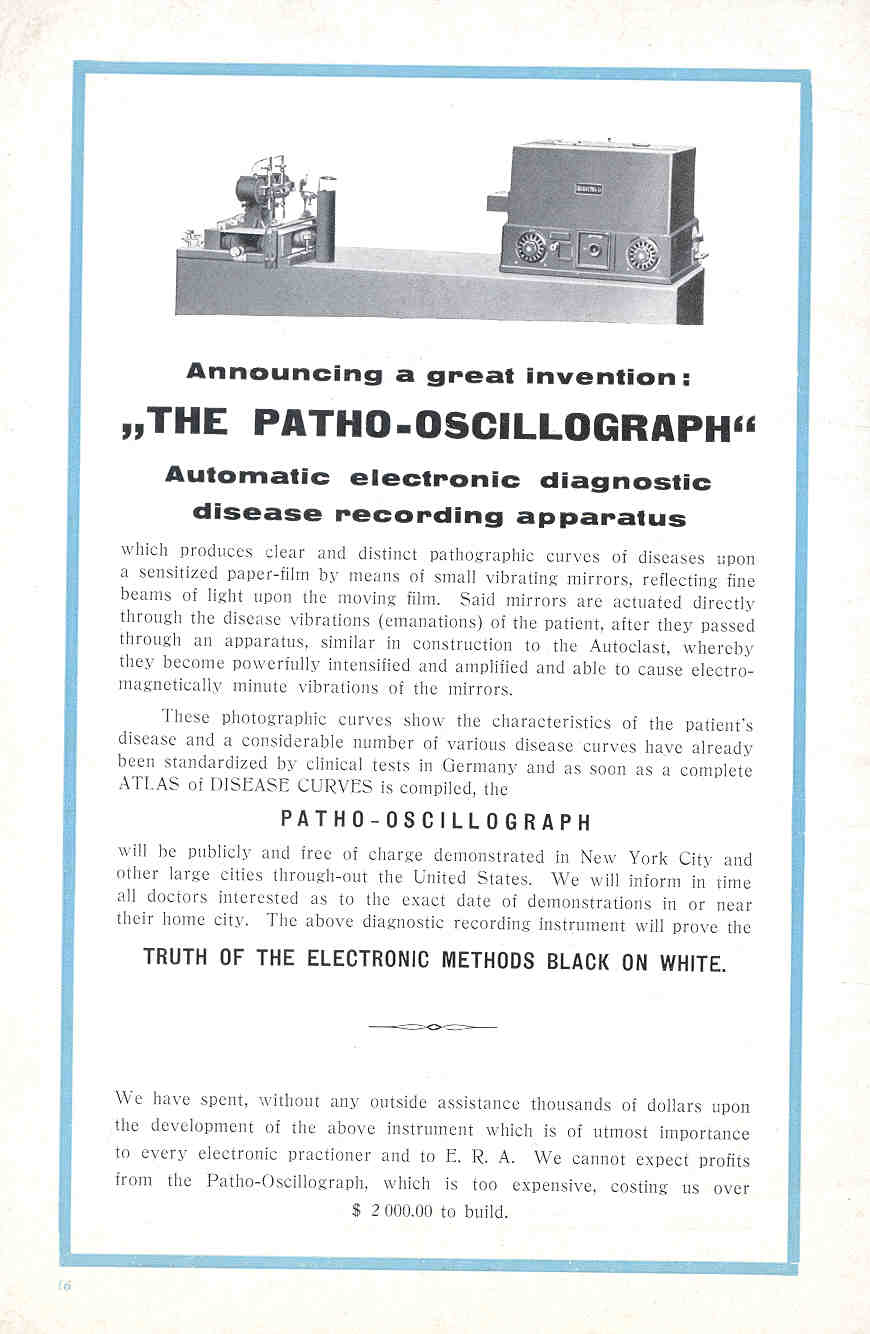 Announcing a great invention:
„THE PATHO-OSCILLOGRAPH“
Automatic electronic diagnostic
disease recording apparatus
which produces clear and distinct pathographic curves of diseases upon
a sensitized paper-film by means of small vibrating mirrors, reflecting fine
beams of light upon the moving film. Said mirrors are actuated directly
through the disease vibrations (emanations) of the patient, after they passed
through an apparatus, similar in construction to the Autoclast, whereby
they become powerfully intensified and amplified and able to cause electro-
magnetically minute vibrations of the mirrors.
These photographic curves show the characteristics of the patient's
disease and a considerable number of various disease curves have already
been standardized by clinical tests in Germany and as soon as a complete
ATLAS of DISEASE CURVES is compiled, the
PATHO-OSCILLOGRAPH
will be publicly and free of charge demonstrated in New York City and
other large cities through-out the United States. We will inform in time
all doctors interested as to the exact date of demonstrations in or near
their home city. The above diagnostic recording instrument will prove the
TRUTH OF THE ELECTRONIC METHODS BLACK ON WHITE.
We have spent, without any outside assistance thousands of dollars upon
the development of the above instrument which is of utmost importance
to every electronic practioner and to E. R. A. We cannot expect profits
from the Patho-Oscillograph, which is too expensive, costing us over
$ 2 000.00 to build.
16